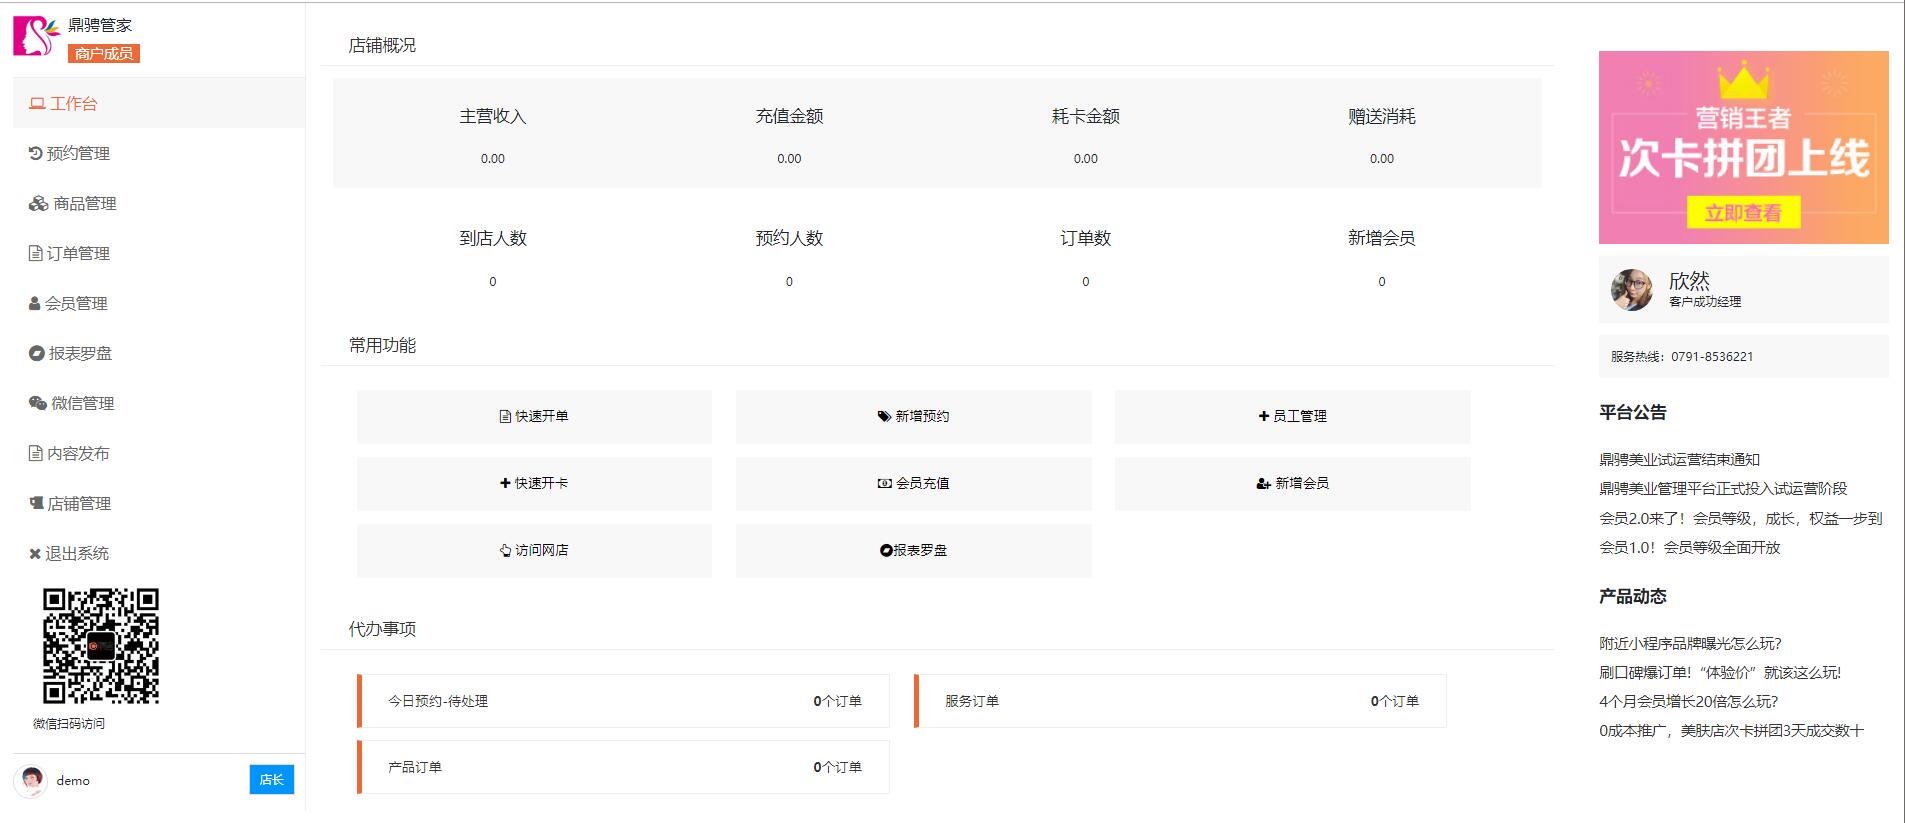 鼎骋管家
商户成员
工作台
预约管理
商品管理
订单管理
会员管理
报表罗盘
微信管理
内容发布
店铺管理
退出系统
微信扫码访问
demo
店长
店铺概况
主营收入 充值金额 耗卡金额 赠送消耗
0.00 0.00 0.00 0.00
到店人数 预约人数 订单数 新增会员
0 0 0 0
常用功能
快速开单 新增预约 员工管理
快速开卡 会员充值 新增会员
访问网店 报表罗盘
代办事项
今日预约-待处理 0个订单 服务订单 0个订单
产品订单 0个订单
营销王者
次卡拼团上线
立即查看
欣然
客户成功经理
服务热线：0791-8536221
平台公告
鼎骋美业试运营结束通知
鼎骋美业管理平台正式投入试运营阶段
会员2.0来了！会员等级，成长，权益一步到
会员1.0！会员等级全面开放
产品动态
附近小程序品牌曝光怎么玩?
刷口碑爆订单!“体验价”就该这么玩!
4个月会员增长20倍怎么玩?
0成本推广，美肤店次卡拼团3天成交数十